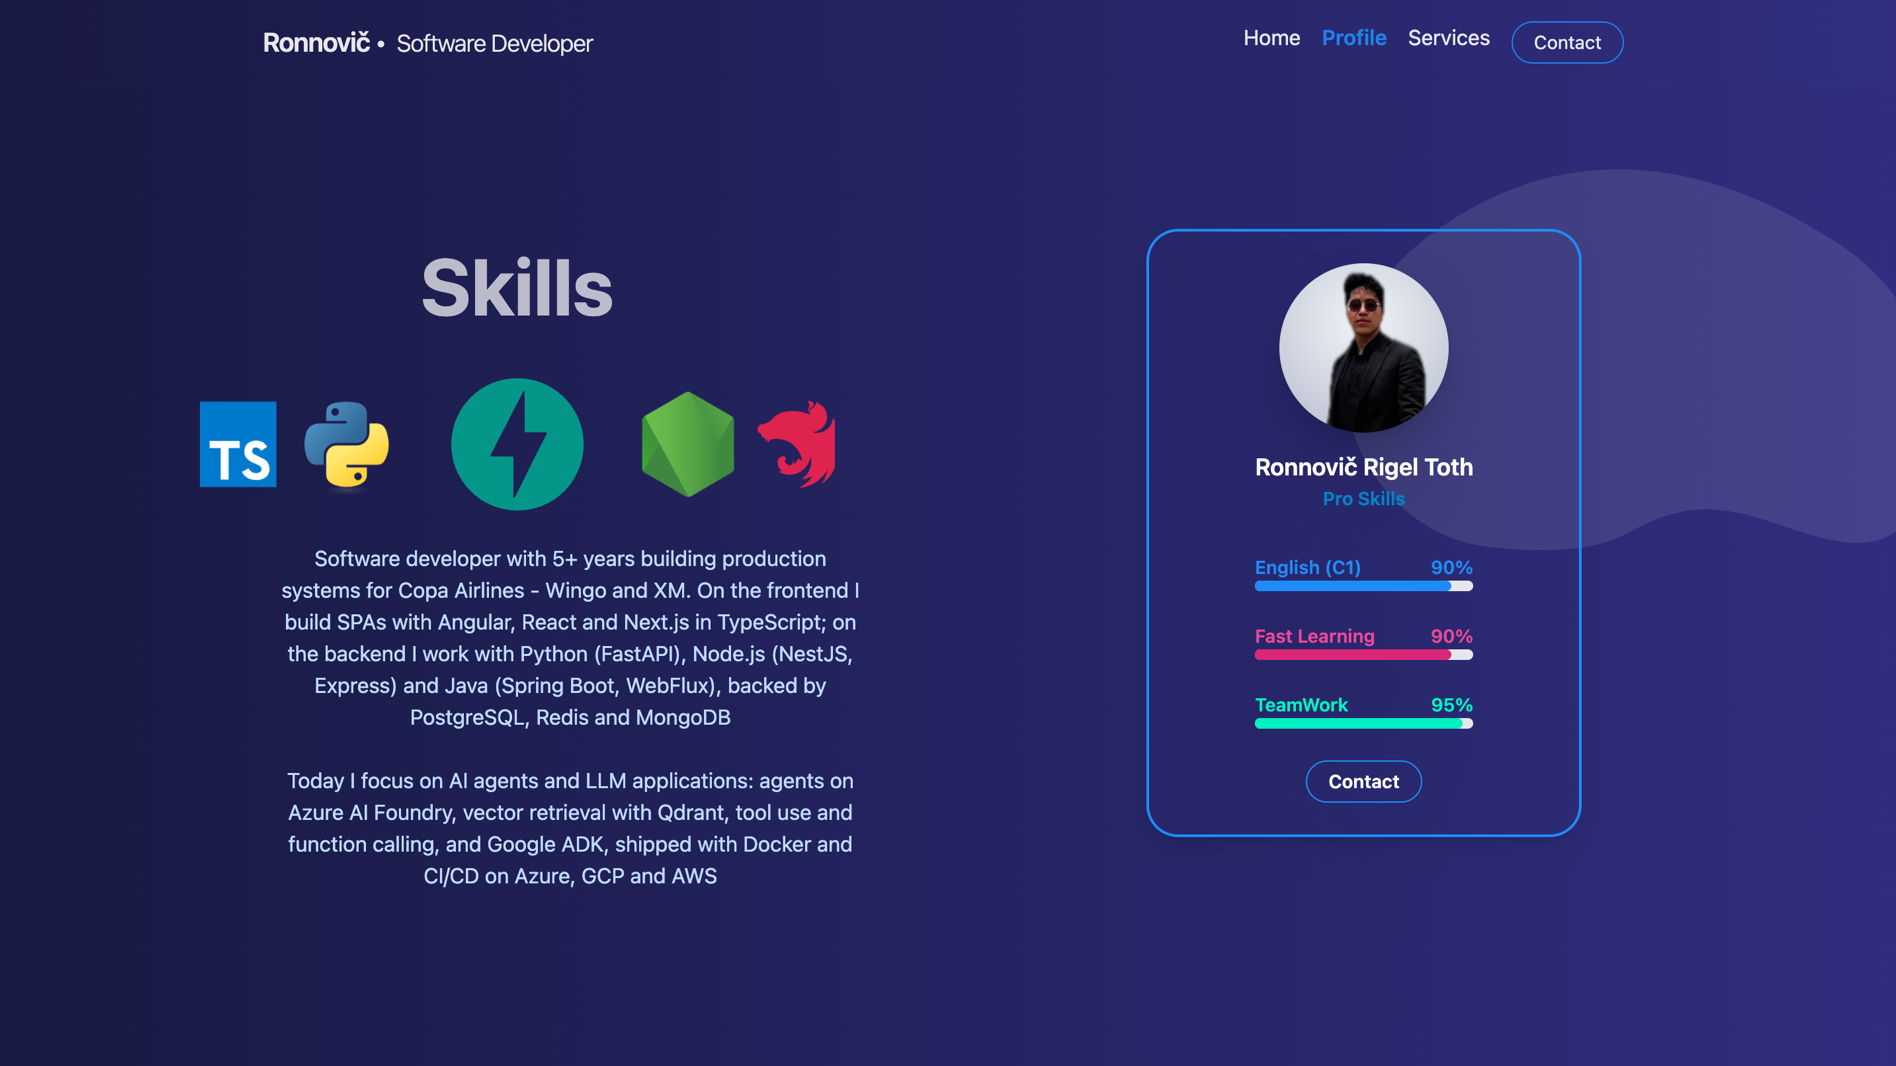 Ronnovič • Software Developer
Home Profile Services Contact
Skills
TS
Software developer with 5+ years building production
systems for Copa Airlines - Wingo and XM. On the frontend I
build SPAs with Angular, React and Next.js in TypeScript; on
the backend I work with Python (FastAPI), Node.js (NestJS,
Express) and Java (Spring Boot, WebFlux), backed by
PostgreSQL, Redis and MongoDB
Today I focus on AI agents and LLM applications: agents on
Azure AI Foundry, vector retrieval with Qdrant, tool use and
function calling, and Google ADK, shipped with Docker and
CI/CD on Azure, GCP and AWS
Ronnovič Rigel Toth
Pro Skills
English (C1) 90%
Fast Learning 90%
TeamWork 95%
Contact